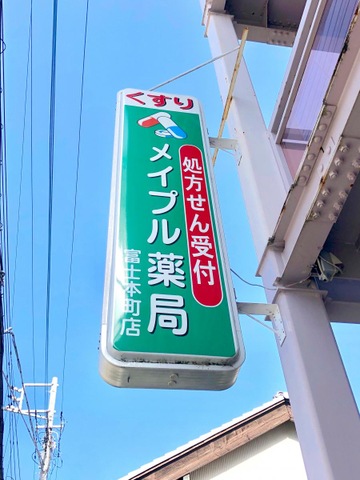 くすり
処方せん受付
メイプル薬局
富士本町店